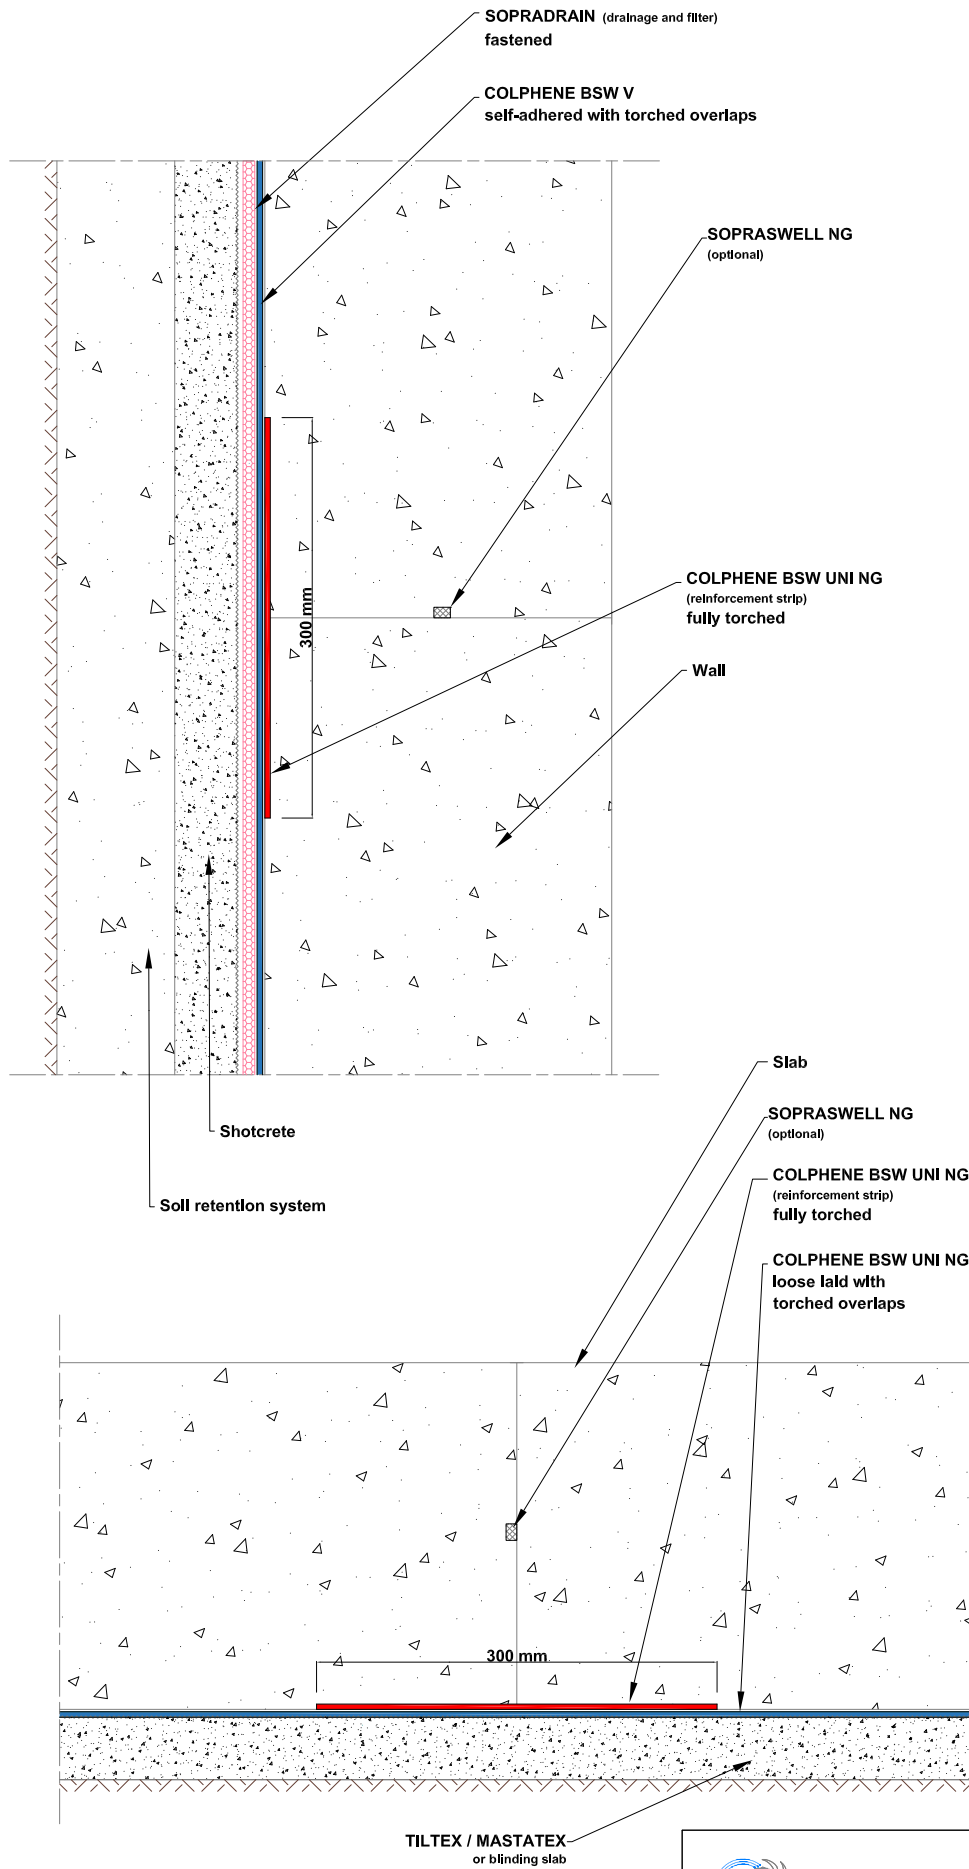 SOPRADRAIN (drainage and filter)
fastened
COLPHENE BSW V
self-adhered with torched overlaps
SOPRASWELL NG
(optional)
COLPHENE BSW UNI NG
(reinforcement strip)
fully torched
300 mm
Wall
Shotcrete
Soil retention system
Slab
SOPRASWELL NG
(optional)
COLPHENE BSW UNI NG
(reinforcement strip)
fully torched
COLPHENE BSW UNI NG
loose laid with
torched overlaps
300 mm
TILTEX / MASTATEX
or blinding slab